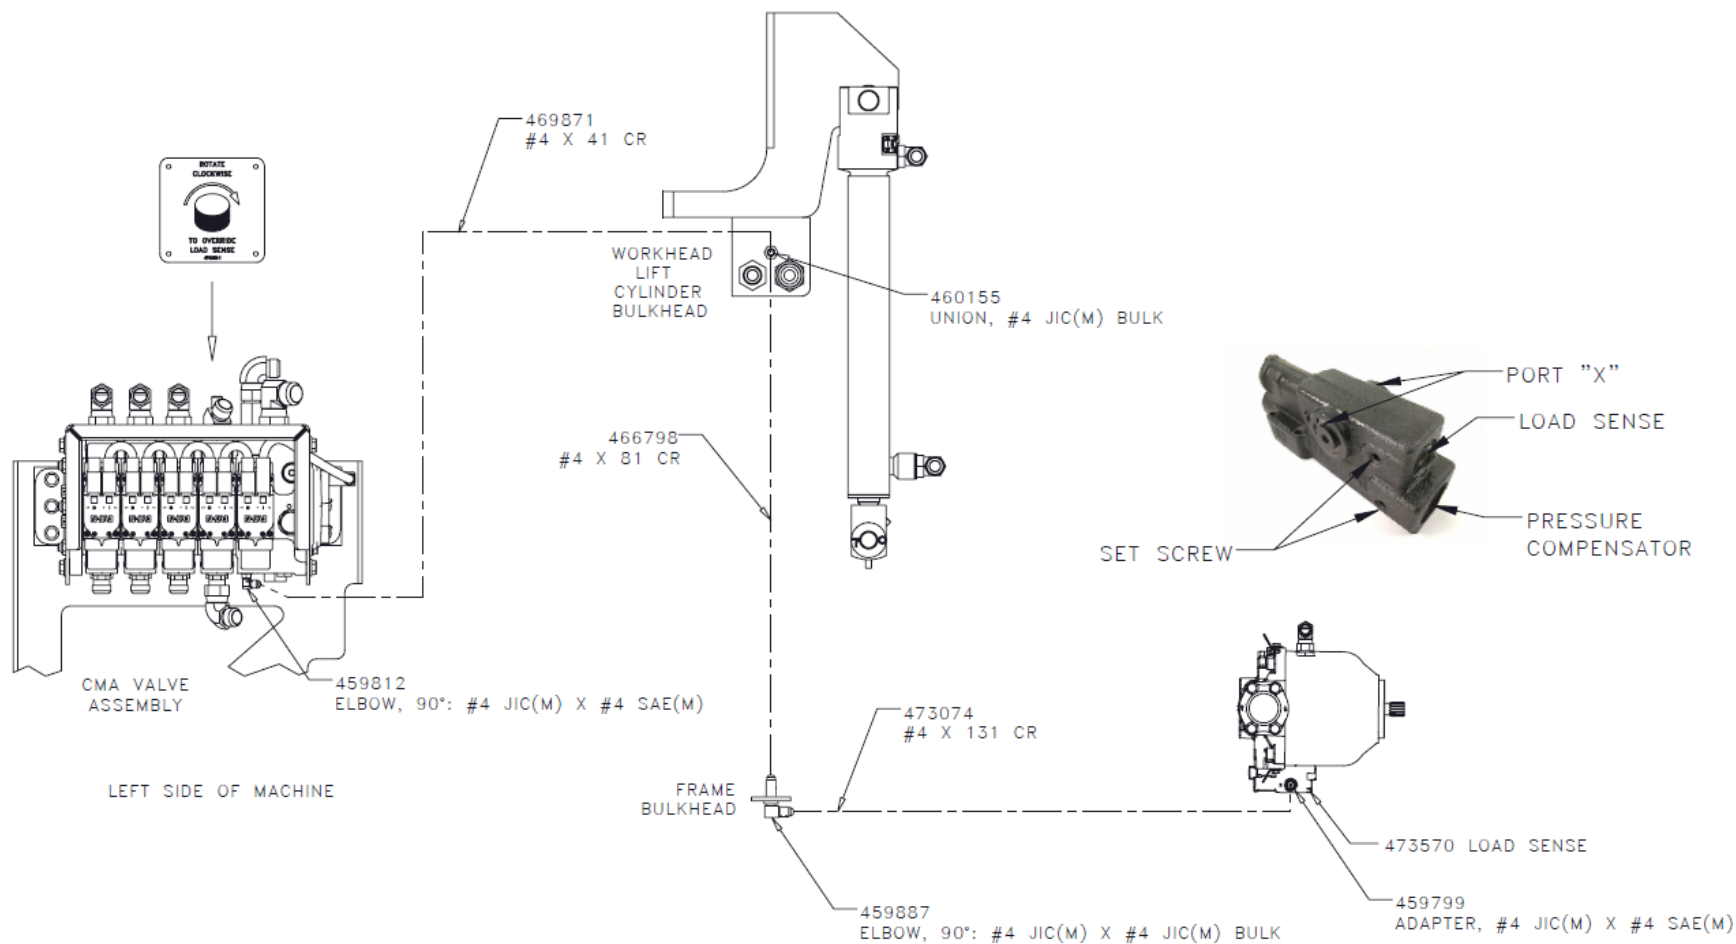 469871
#4 X 41 CR
ROTATE
CLOCKWISE
TO OVERRIDE
LOAD SENSE
WORKHEAD
LIFT
CYLINDER
BULKHEAD
460155
UNION, #4 JIC(M) BULK
PORT "X"
LOAD SENSE
466798
#4 X 81 CR
SET SCREW
PRESSURE
COMPENSATOR
CMA VALVE
ASSEMBLY
459812
ELBOW, 90°: #4 JIC(M) X #4 SAE(M)
473074
#4 X 131 CR
LEFT SIDE OF MACHINE
FRAME
BULKHEAD
473570 LOAD SENSE
459887
ELBOW, 90°: #4 JIC(M) X #4 JIC(M) BULK
459799
ADAPTER, #4 JIC(M) X #4 SAE(M)